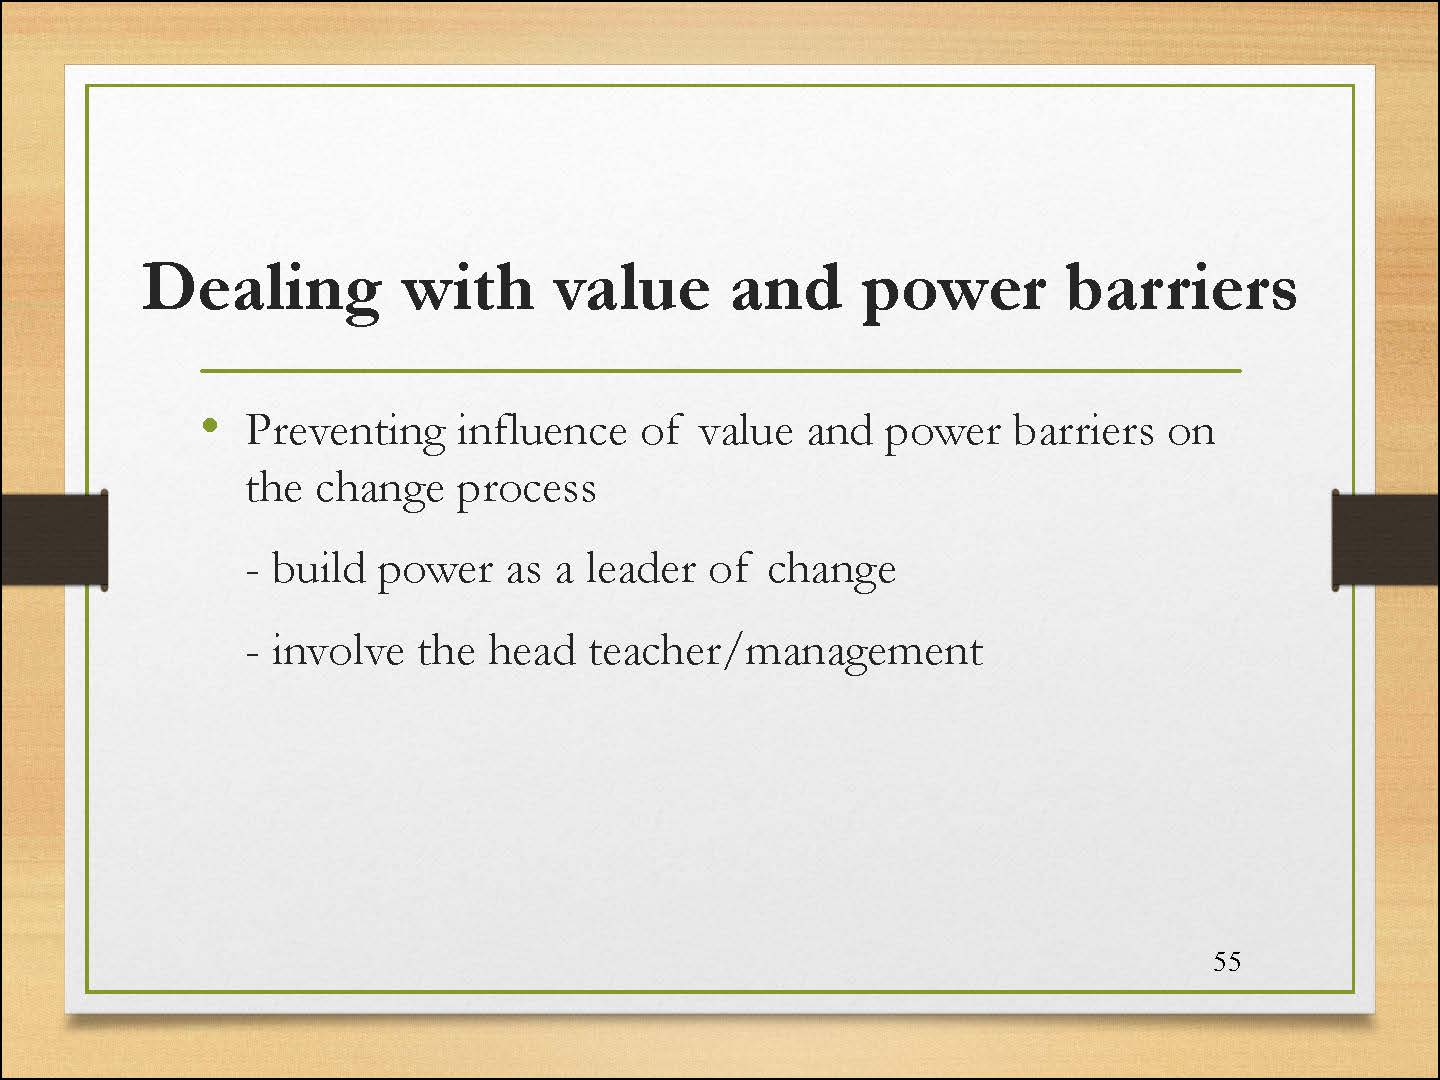 Dealing with value and power barriers
• Preventing influence of value and power barriers on
the change process
- build power as a leader of change
- involve the head teacher/management
55